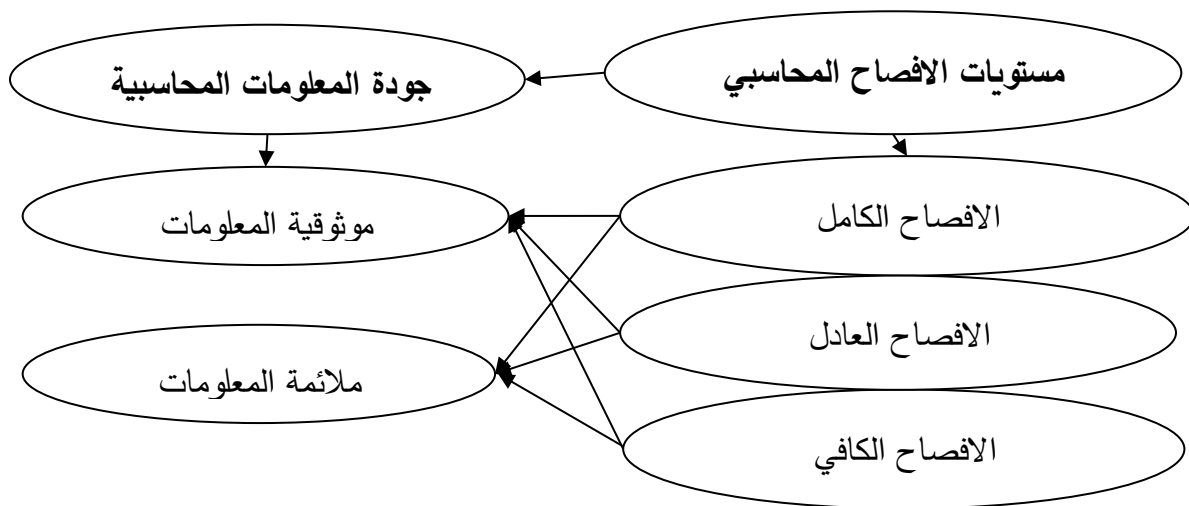 مستويات الافصاح المحاسبي
جودة المعلومات المحاسبية
الافصاح الكامل
موثوقية المعلومات
الافصاح العادل
ملائمة المعلومات
الافصاح الكافي